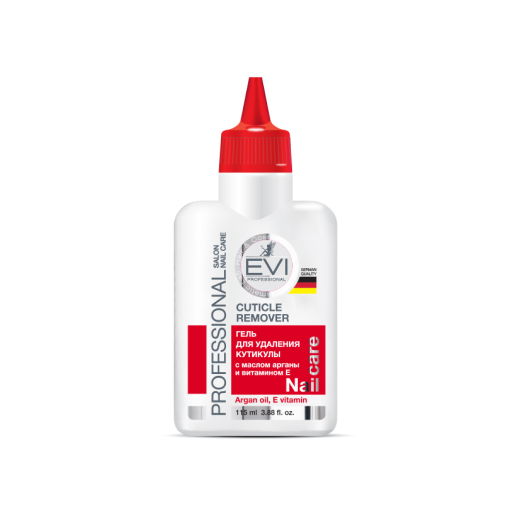 PROFESSIONAL
SALON
NAIL CARE
EVI
PROFESSIONAL
GERMAN
QUALITY
CUTICLE
REMOVER
ГЕЛЬ
ДЛЯ УДАЛЕНИЯ
КУТИКУЛЫ
с маслом арганы
и витамином Е
Nail care
Argan oil, E vitamin
115 ml 3.88 fl. oz.